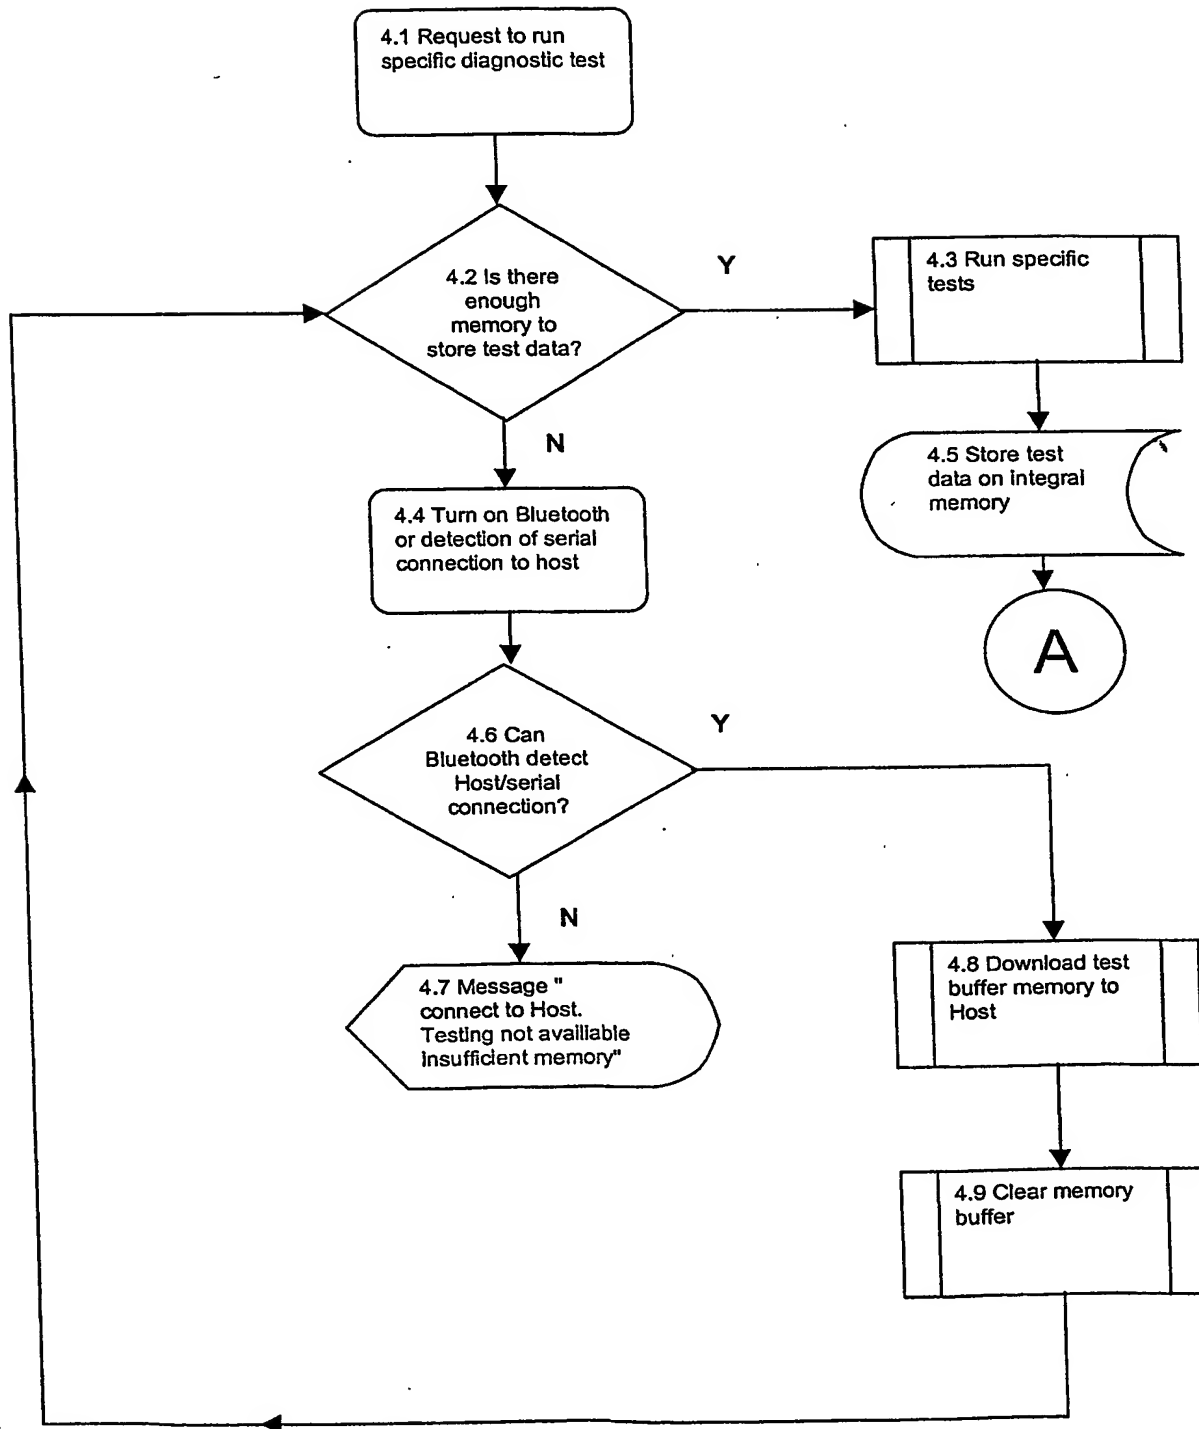 4.1 Request to run
specific diagnostic test
4.2 Is there
enough
memory to
store test data?
Y
4.3 Run specific
tests
N
4.5 Store test
data on integral
memory
4.4 Turn on Bluetooth
or detection of serial
connection to host
A
4.6 Can
Bluetooth detect
Host/serial
connection?
Y
N
4.7 Message "
connect to Host.
Testing not availiable
insufficient memory"
4.8 Download test
buffer memory to
Host
4.9 Clear memory
buffer